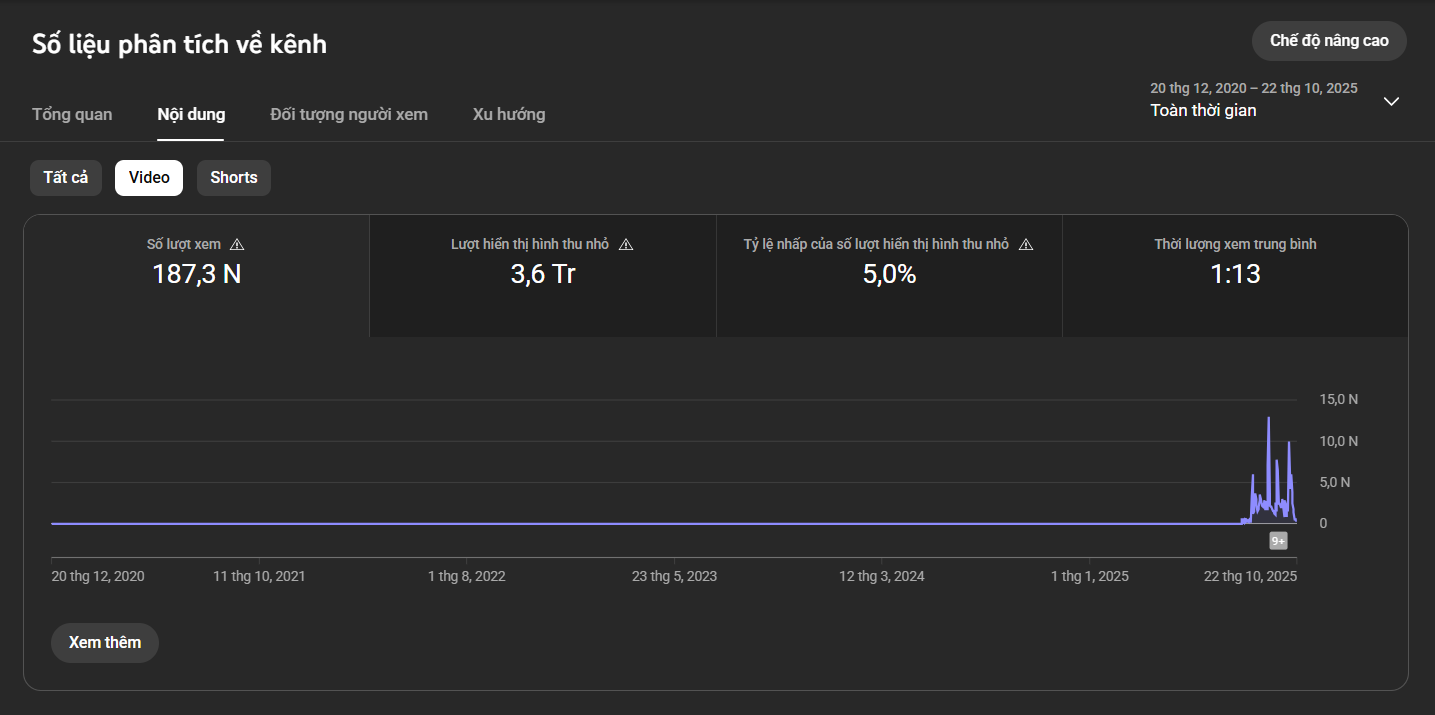 Số liệu phân tích về kênh
Chế độ nâng cao
20 thg 12, 2020 – 22 thg 10, 2025
Toàn thời gian
Tổng quan
Nội dung
Đối tượng người xem
Xu hướng
Tất cả
Video
Shorts
Số lượt xem
187,3 N
Lượt hiển thị hình thu nhỏ
3,6 Tr
Tỷ lệ nhấp của số lượt hiển thị hình thu nhỏ
5,0%
Thời lượng xem trung bình
1:13
15,0 N
10,0 N
5,0 N
0
9+
20 thg 12, 2020
11 thg 10, 2021
1 thg 8, 2022
23 thg 5, 2023
12 thg 3, 2024
1 thg 1, 2025
22 thg 10, 2025
Xem thêm